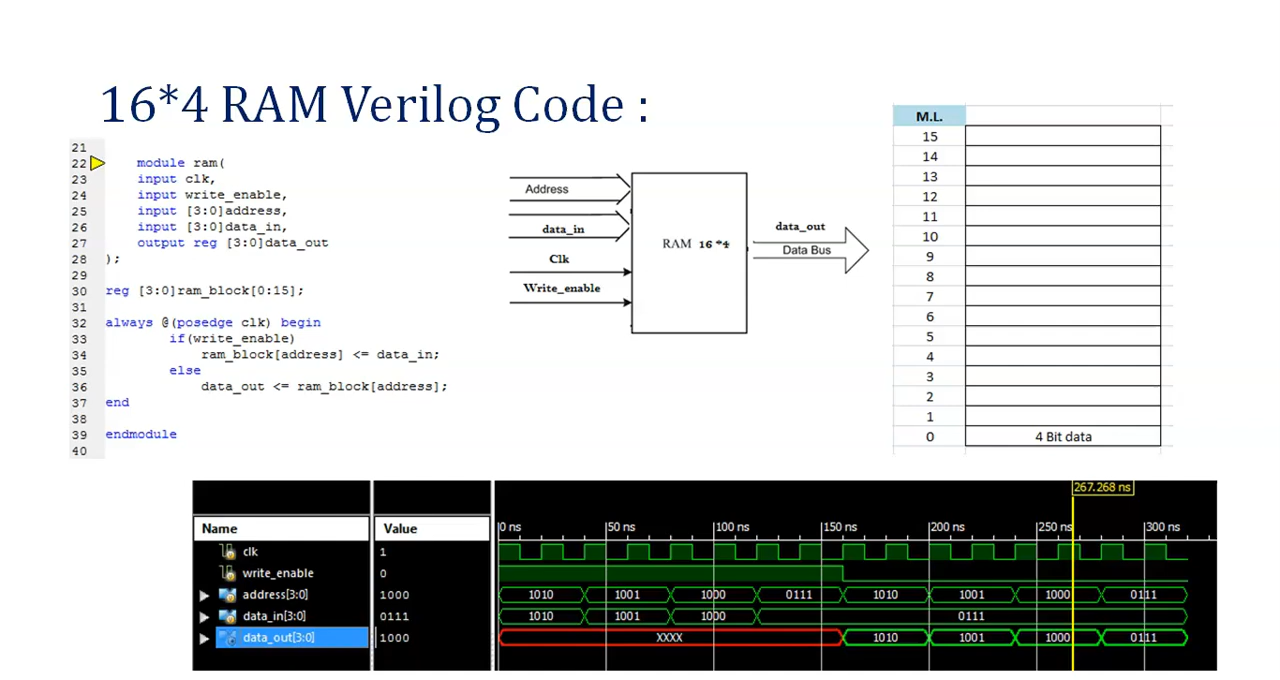 16*4 RAM Verilog Code :
21
22 module ram(
23 input clk,
24 input write_enable,
25 input [3:0]address,
26 input [3:0]data_in,
27 output reg [3:0]data_out
28 );
29
30 reg [3:0]ram_block[0:15];
31
32 always @(posedge clk) begin
33 if(write_enable)
34 ram_block[address] <= data_in;
35 else
36 data_out <= ram_block[address];
37 end
38
39 endmodule
40
Address
data_in
Clk
Write_enable
RAM 16 *4
data_out
Data Bus
M.L.
15
14
13
12
11
10
9
8
7
6
5
4
3
2
1
0 4 Bit data
267.268 ns
Name Value 0 ns 50 ns 100 ns 150 ns 200 ns 250 ns 300 ns
clk 1
write_enable 0
address[3:0] 1000 1010 1001 1000 0111 1010 1001 1000 0111
data_in[3:0] 0111 1010 1001 1000 0111
data_out[3:0] 1000 XXXX 1010 1001 1000 0111